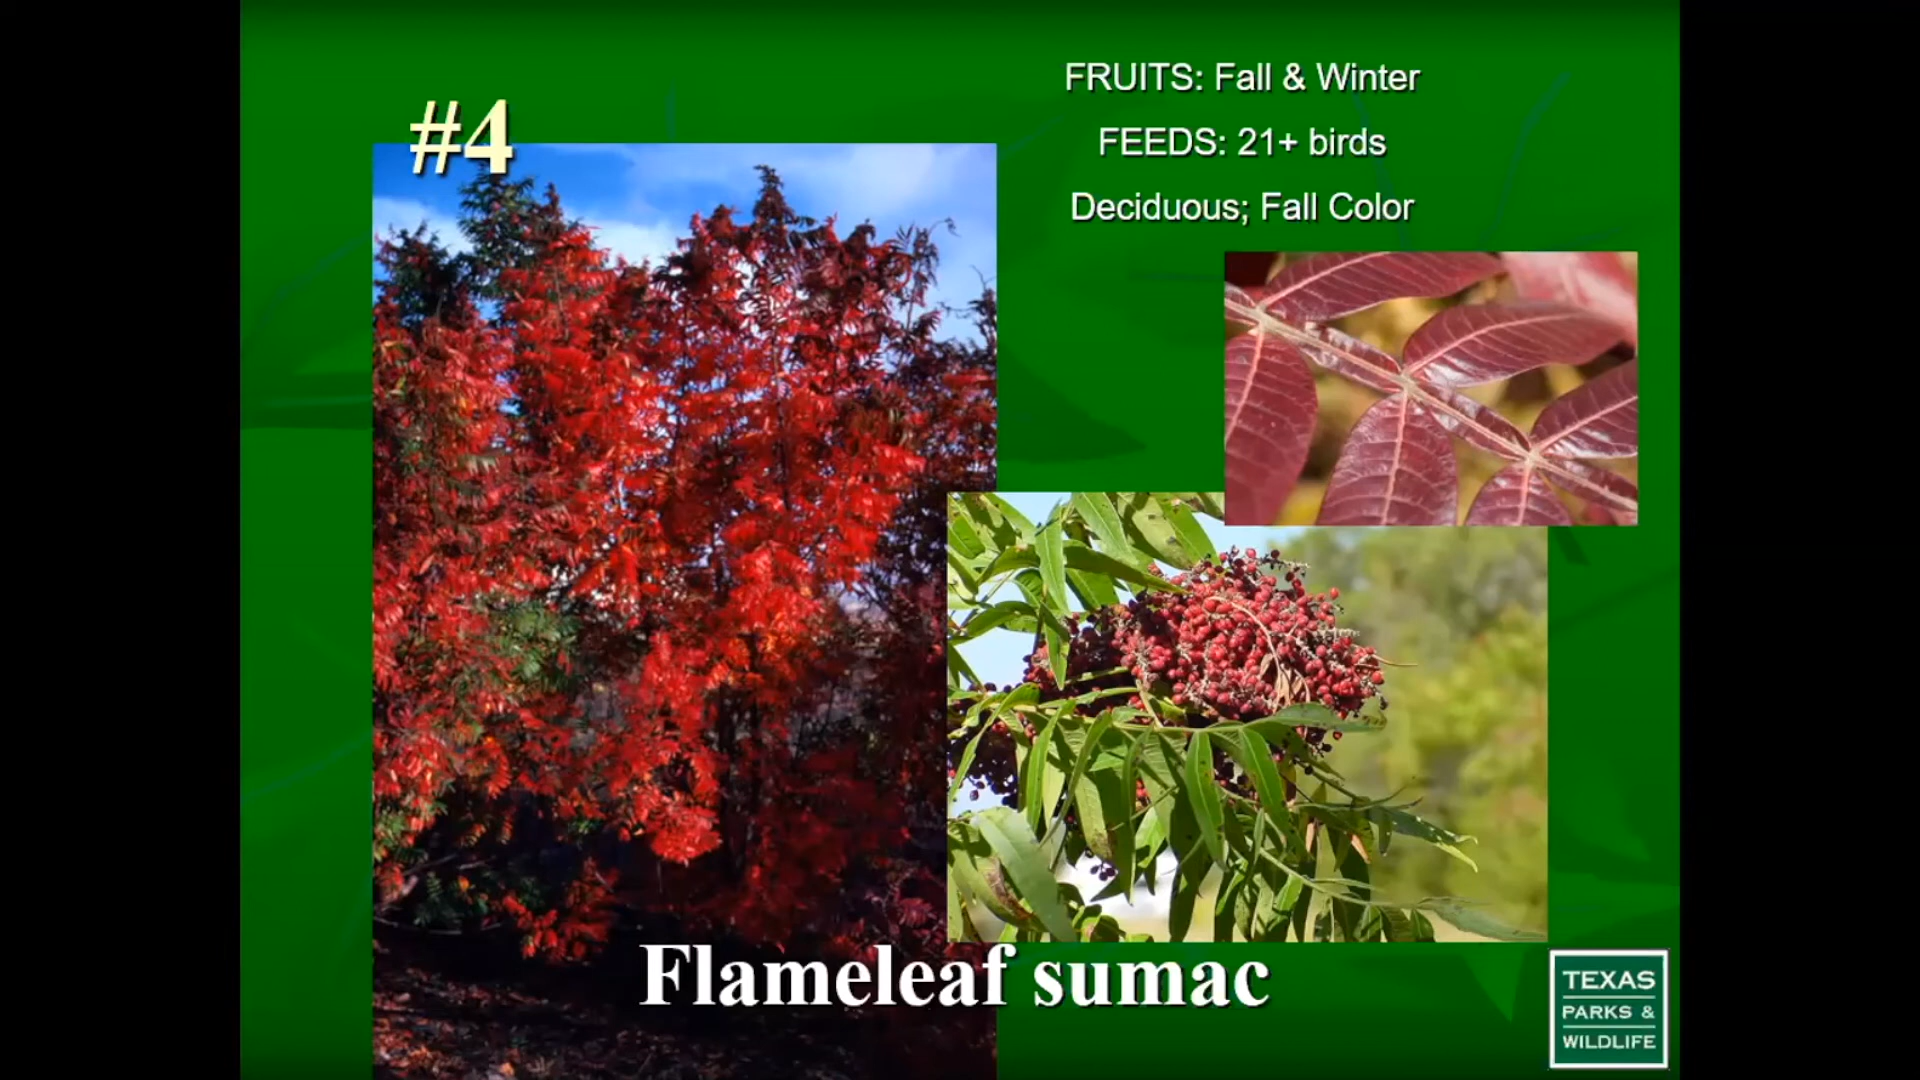 #4
FRUITS: Fall & Winter
FEEDS: 21+ birds
Deciduous; Fall Color
Flameleaf sumac
TEXAS
PARKS &
WILDLIFE